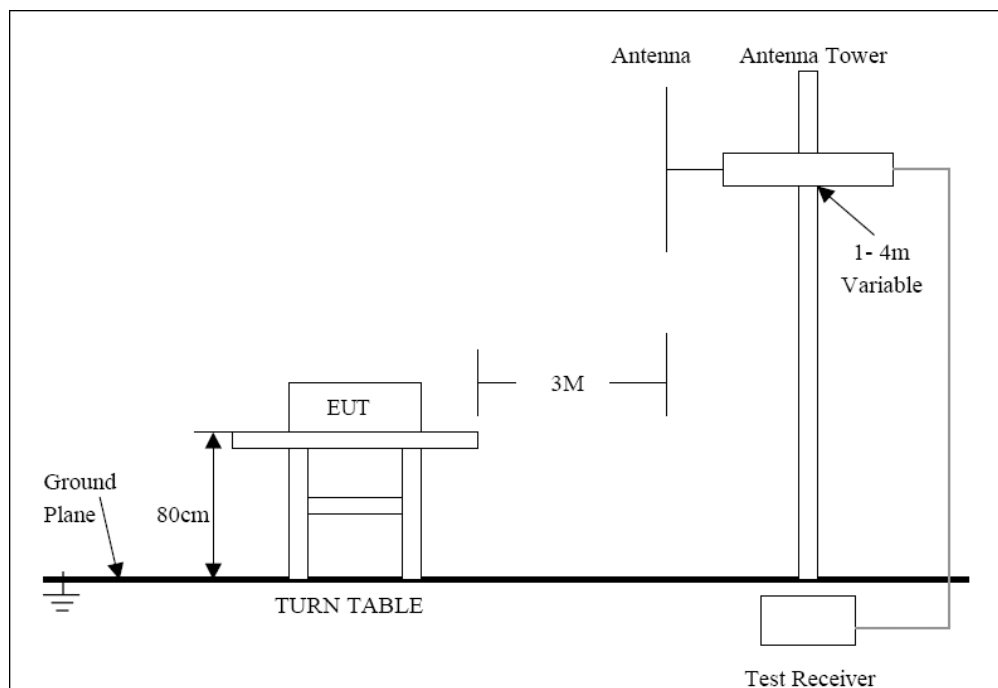 Antenna
Antenna Tower
1- 4m
Variable
3M
EUT
Ground
Plane
80cm
TURN TABLE
Test Receiver